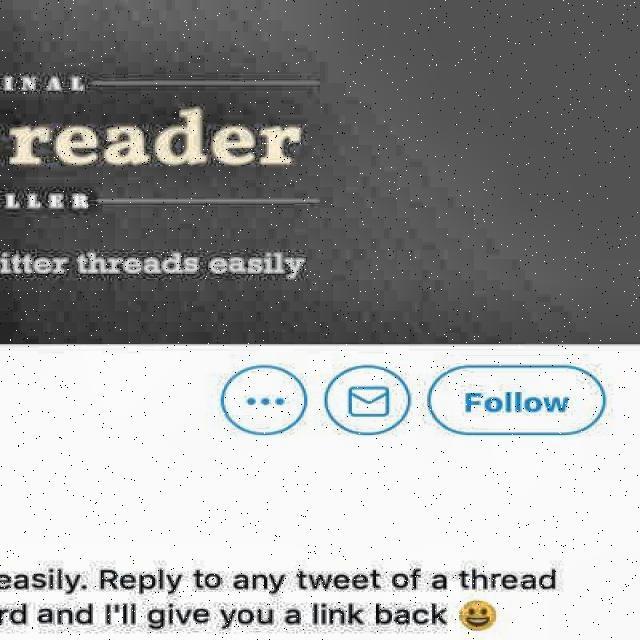 INAL
reader
LLER
itter threads easily
Follow
easily. Reply to any tweet of a thread
rd and I'll give you a link back 😀